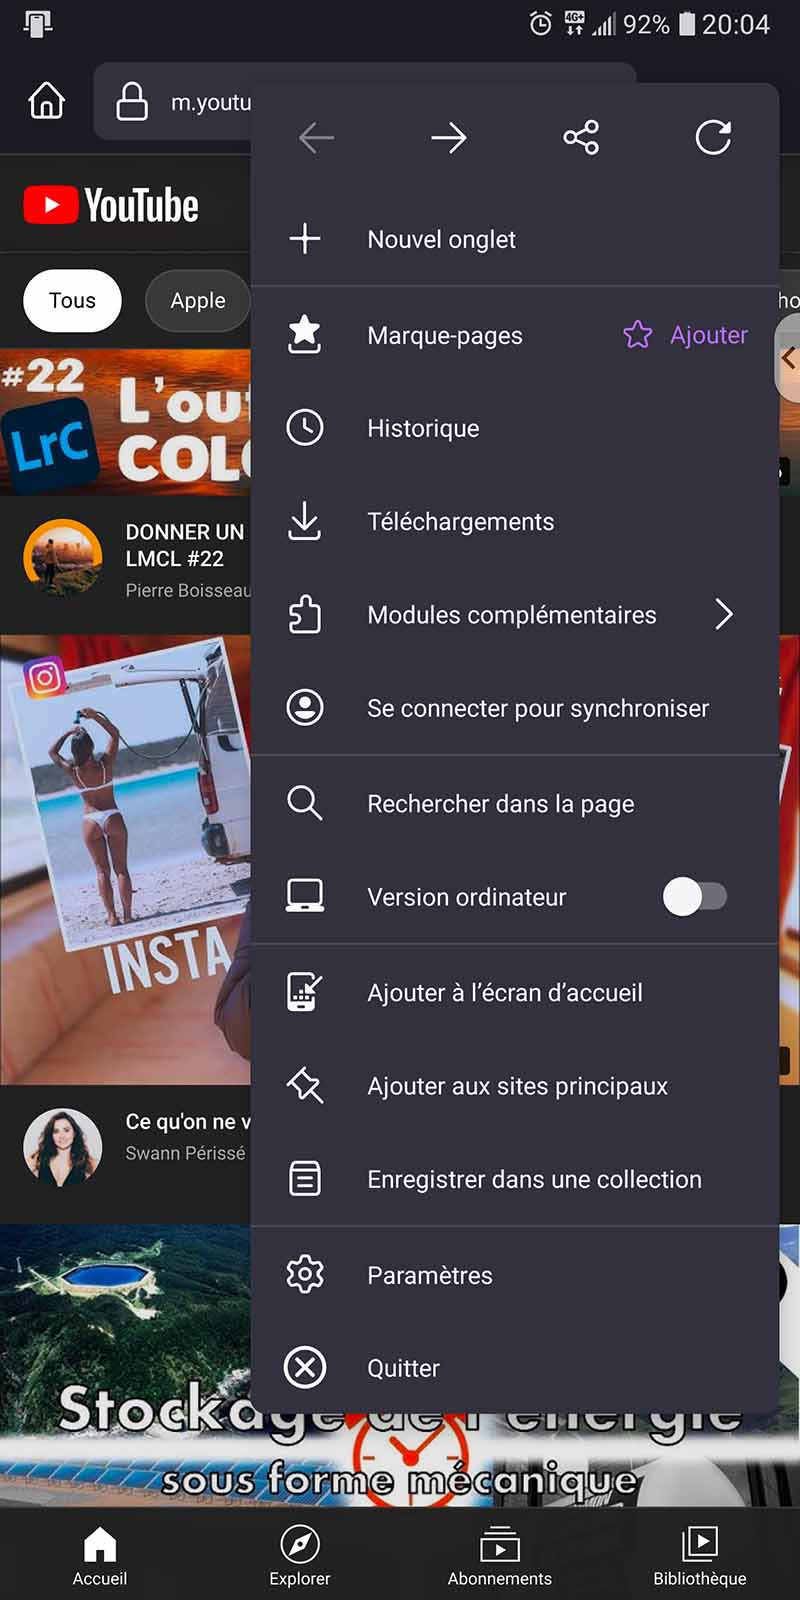 4G+ 92% 20:04
m.youtu
YouTube
Nouvel onglet
Tous Apple
Marque-pages Ajouter
#22
LrC
L'ou
COL
Historique
Téléchargements
DONNER UN
LMCL #22
Pierre Boisseau
Modules complémentaires
Se connecter pour synchroniser
Rechercher dans la page
Version ordinateur
INSTA
Ajouter à l'écran d'accueil
Ajouter aux sites principaux
Ce qu'on ne v
Swann Périssé
Enregistrer dans une collection
Paramètres
Quitter
Stockage de l'énergie
sous forme mécanique
Accueil Explorer Abonnements Bibliothèque